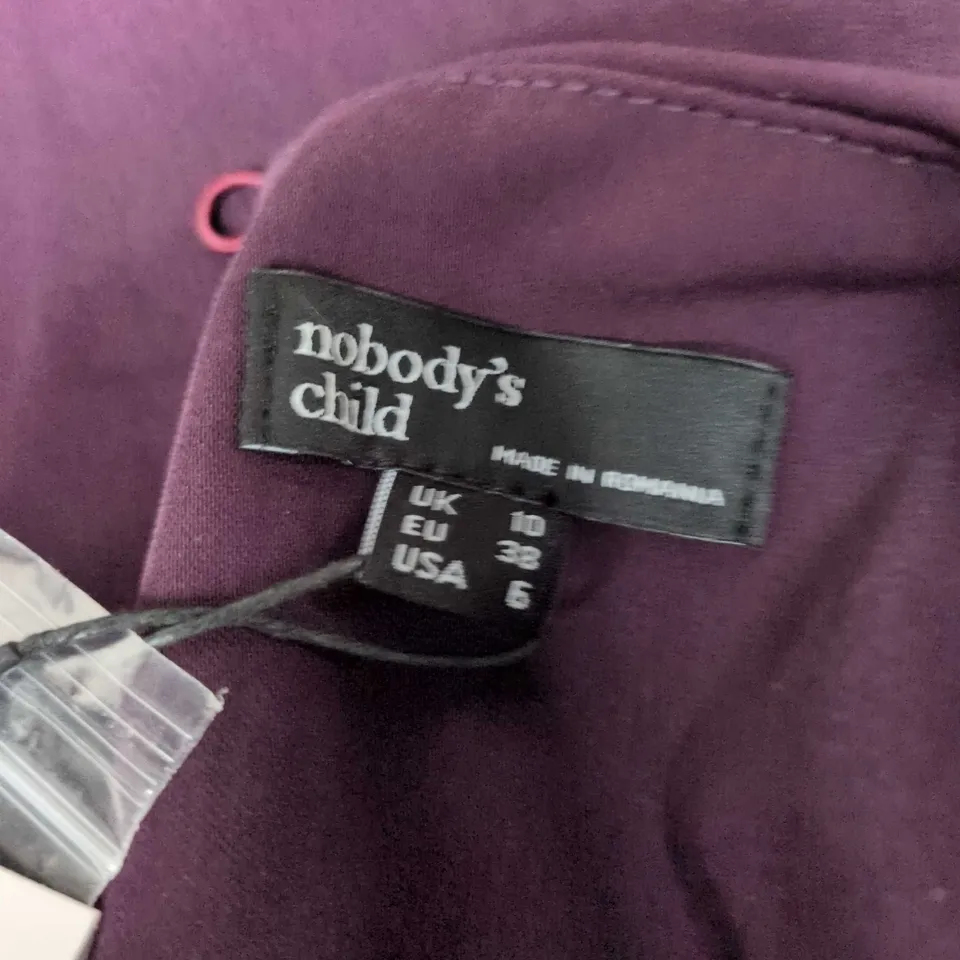 nobody's
child
MADE IN ROMANIA
UK 10
EU 38
USA 6